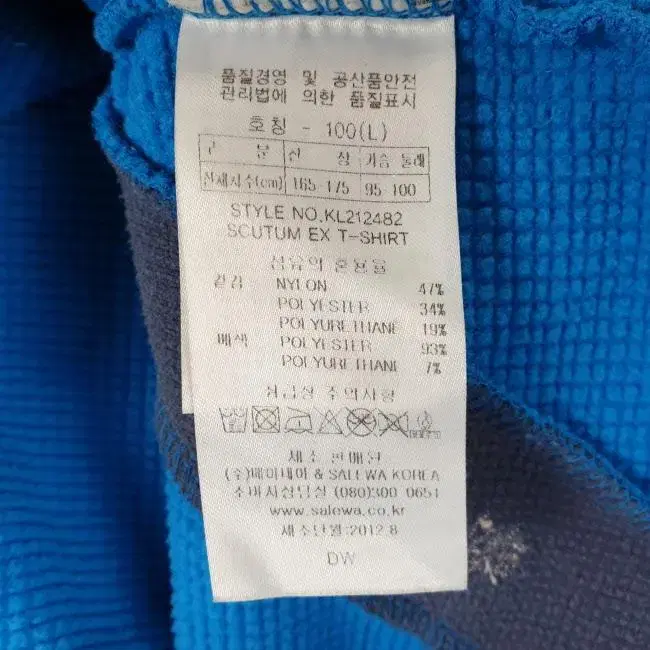 품질경영 및 공산품안전
관리법에 의한 품질표시
호칭 - 100(L)
구 분 신 장 가슴 둘레
신체치수(cm) 165-175 95-100
STYLE NO.KL212482
SCUTUM EX T-SHIRT
섬유의 혼용율
겉감 NYLON 47%
POLYESTER 34%
POLYURETHANE 19%
배색 POLYESTER 93%
POLYURETHANE 7%
취급상 주의사항
제조 판매원
(주)메이데이 & SALEWA KOREA
소비자상담실 (080)300 0651
www.salewa.co.kr
제조년월:2012.8
DW